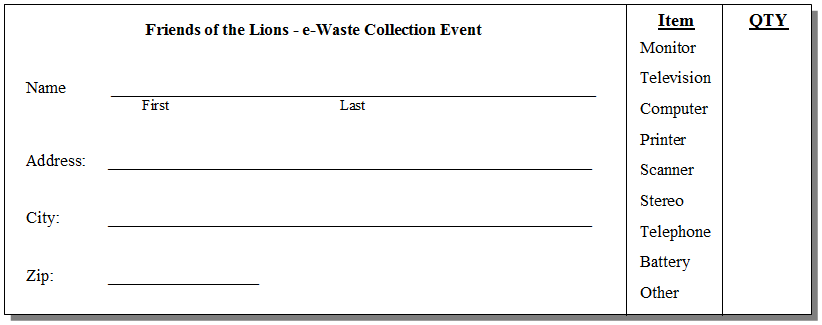 Friends of the Lions - e-Waste Collection Event
Name
First Last
Address:
City:
Zip:
Item QTY
Monitor
Television
Computer
Printer
Scanner
Stereo
Telephone
Battery
Other